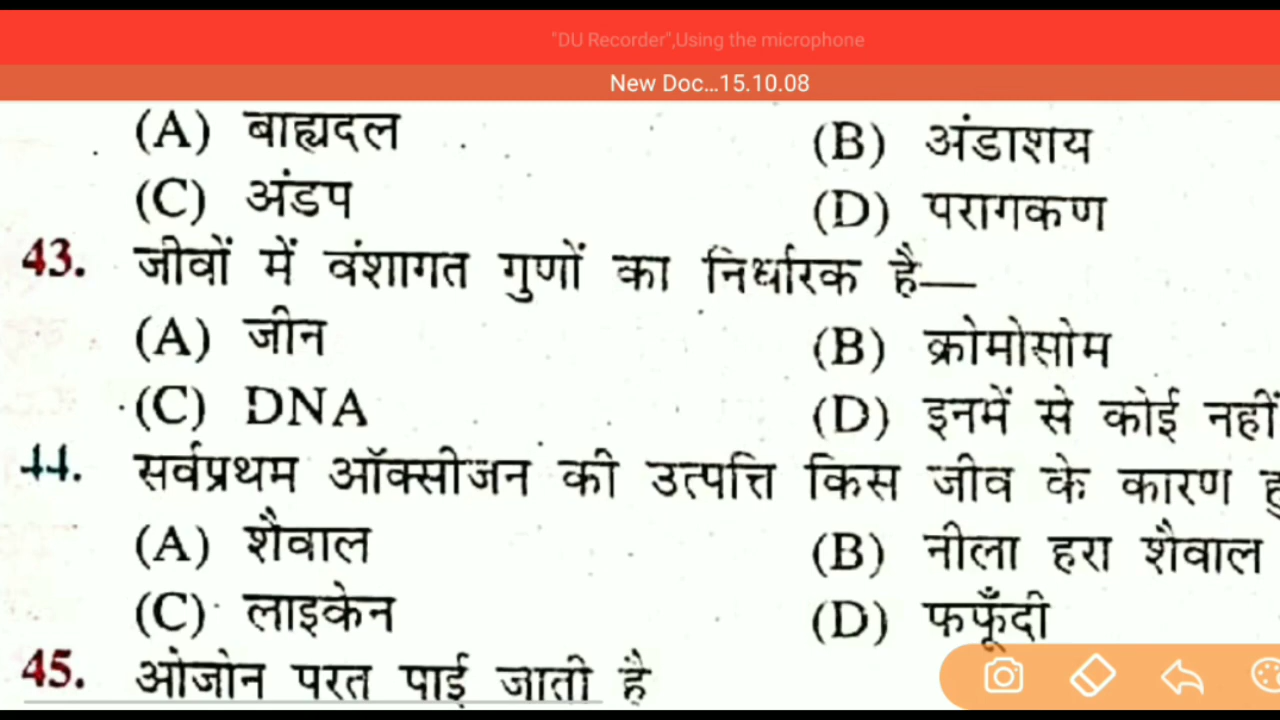 "DU Recorder",Using the microphone
New Doc...15.10.08
(A) बाह्यदल (B) अंडाशय
(C) अंडप (D) परागकण
43. जीवों में वंशागत गुणों का निर्धारक है—
(A) जीन (B) क्रोमोसोम
(C) DNA (D) इनमें से कोई नहीं
44. सर्वप्रथम ऑक्सीजन की उत्पत्ति किस जीव के कारण
(A) शैवाल (B) नीला हरा शैवाल
(C) लाइकेन (D) फफूँदी
45. ओजोन परत पाई जाती है